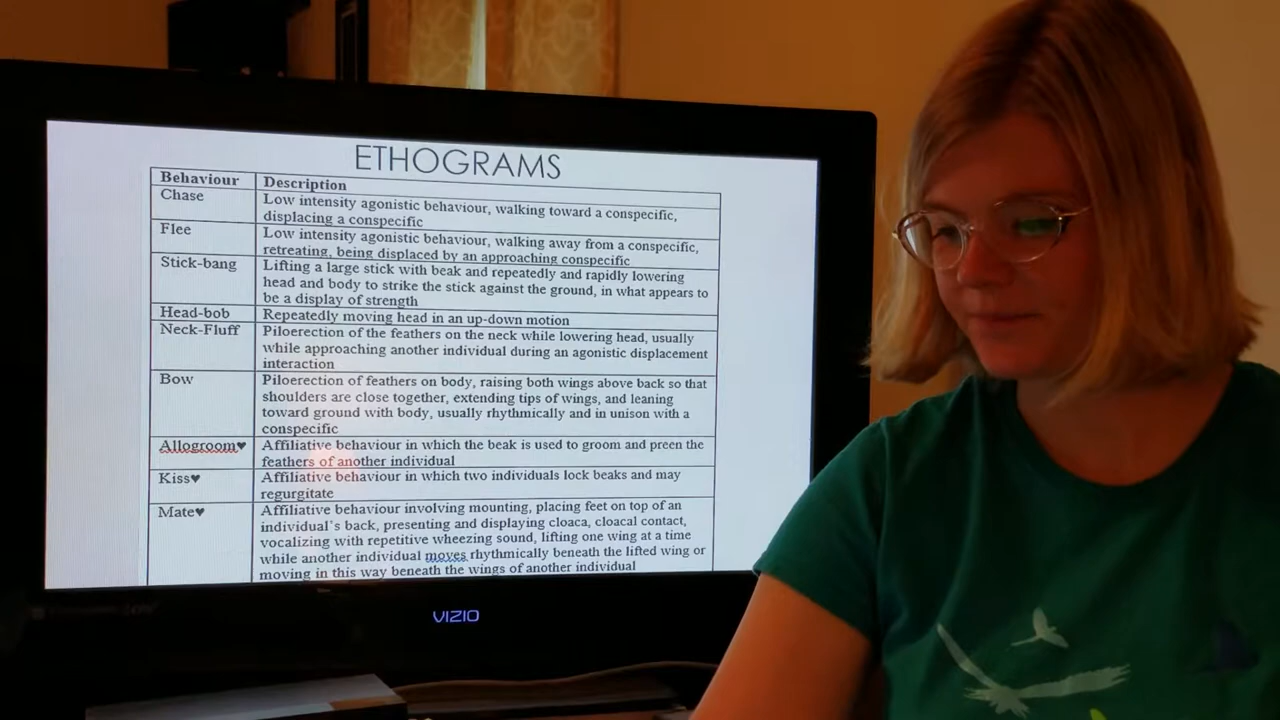 ETHOGRAMS
Behaviour Description
Chase Low intensity agonistic behaviour, walking toward a conspecific,
displacing a conspecific
Flee Low intensity agonistic behaviour, walking away from a conspecific,
retreating, being displaced by an approaching conspecific
Stick-bang Lifting a large stick with beak and repeatedly and rapidly lowering
head and body to strike the stick against the ground, in what appears to
be a display of strength
Head-bob Repeatedly moving head in an up-down motion
Neck-Fluff Piloerection of the feathers on the neck while lowering head, usually
while approaching another individual during an agonistic displacement
interaction
Bow Piloerection of feathers on body, raising both wings above back so that
shoulders are close together, extending tips of wings, and leaning
toward ground with body, usually rhythmically and in unison with a
conspecific
Allogroom♥ Affiliative behaviour in which the beak is used to groom and preen the
feathers of another individual
Kiss♥ Affiliative behaviour in which two individuals lock beaks and may
regurgitate
Mate♥ Affiliative behaviour involving mounting, placing feet on top of an
individual's back, presenting and displaying cloaca, cloacal contact,
vocalizing with repetitive wheezing sound, lifting one wing at a time
while another individual moves rhythmically beneath the lifted wing or
moving in this way beneath the wings of another individual
VIZIO